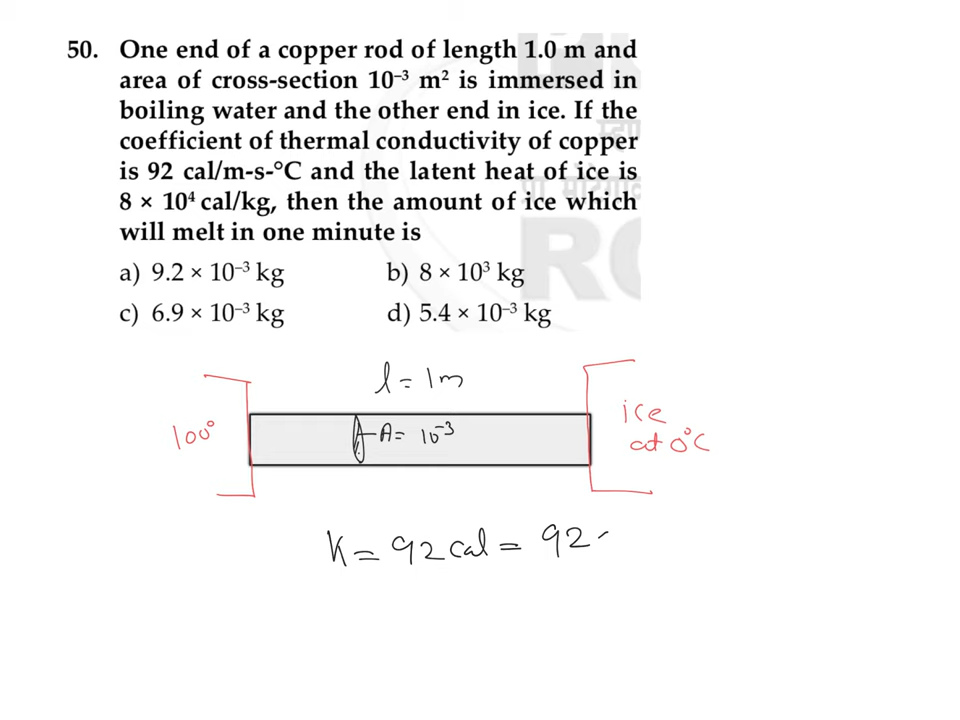 50. One end of a copper rod of length 1.0 m and
area of cross-section 10⁻³ m² is immersed in
boiling water and the other end in ice. If the
coefficient of thermal conductivity of copper
is 92 cal/m-s-°C and the latent heat of ice is
8 × 10⁴ cal/kg, then the amount of ice which
will melt in one minute is
a) 9.2 × 10⁻³ kg b) 8 × 10³ kg
c) 6.9 × 10⁻³ kg d) 5.4 × 10⁻³ kg
l = 1m
100°
A = 10⁻³
ice
at 0°C
K = 92 Cal = 92